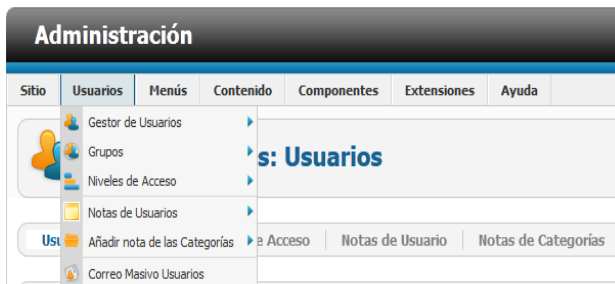 Administración
Sitio Usuarios Menús Contenido Componentes Extensiones Ayuda
Gestor de Usuarios
Grupos
s: Usuarios
Niveles de Acceso
Notas de Usuarios
Usu
Añadir nota de las Categorías
e Acceso Notas de Usuario Notas de Categorías
Correo Masivo Usuarios